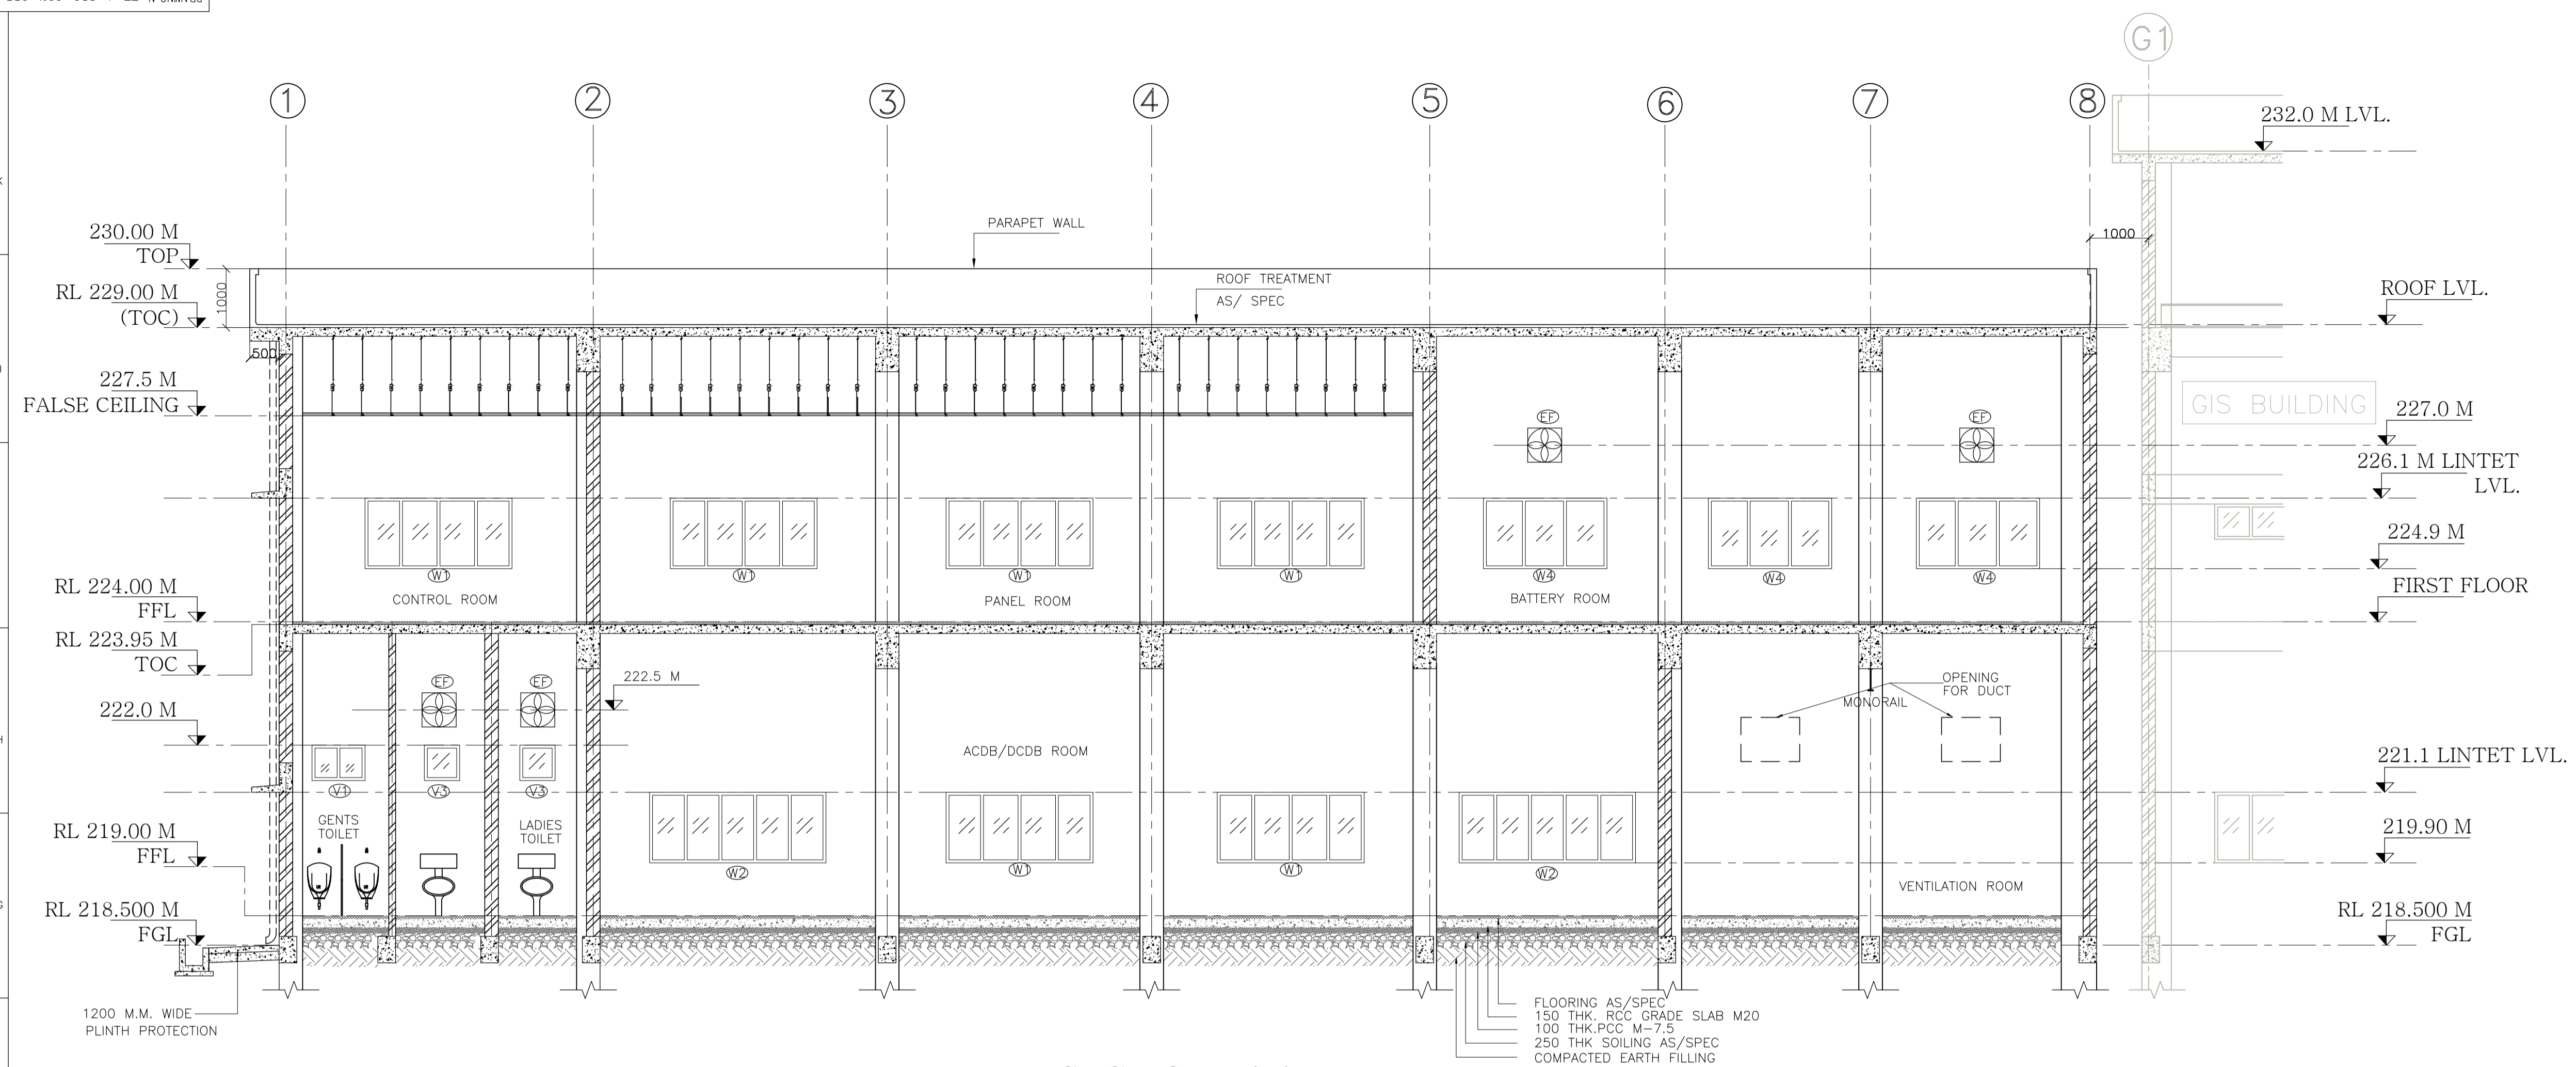 G1
1 2 3 4 5 6 7 8
232.0 M LVL.
230.00 M
TOP
PARAPET WALL
1000
ROOF TREATMENT
AS/ SPEC
1000
RL 229.00 M
(TOC)
ROOF LVL.
500
227.5 M
FALSE CEILING
GIS BUILDING
227.0 M
EF
EF
226.1 M LINTET
LVL.
224.9 M
W1
W1
W1
W1
W4
W4
W4
CONTROL ROOM
PANEL ROOM
BATTERY ROOM
RL 224.00 M
FFL
FIRST FLOOR
RL 223.95 M
TOC
222.5 M
EF
EF
OPENING
FOR DUCT
MONORAIL
222.0 M
ACDB/DCDB ROOM
221.1 LINTET LVL.
V1
V3
V3
GENTS
TOILET
LADIES
TOILET
RL 219.00 M
FFL
219.90 M
W2
W1
W1
W2
VENTILATION ROOM
RL 218.500 M
FGL
RL 218.500 M
FGL
1200 M.M. WIDE
PLINTH PROTECTION
FLOORING AS/SPEC
150 THK. RCC GRADE SLAB M20
100 THK.PCC M-7.5
250 THK SOILING AS/SPEC
COMPACTED EARTH FILLING
K
H
G